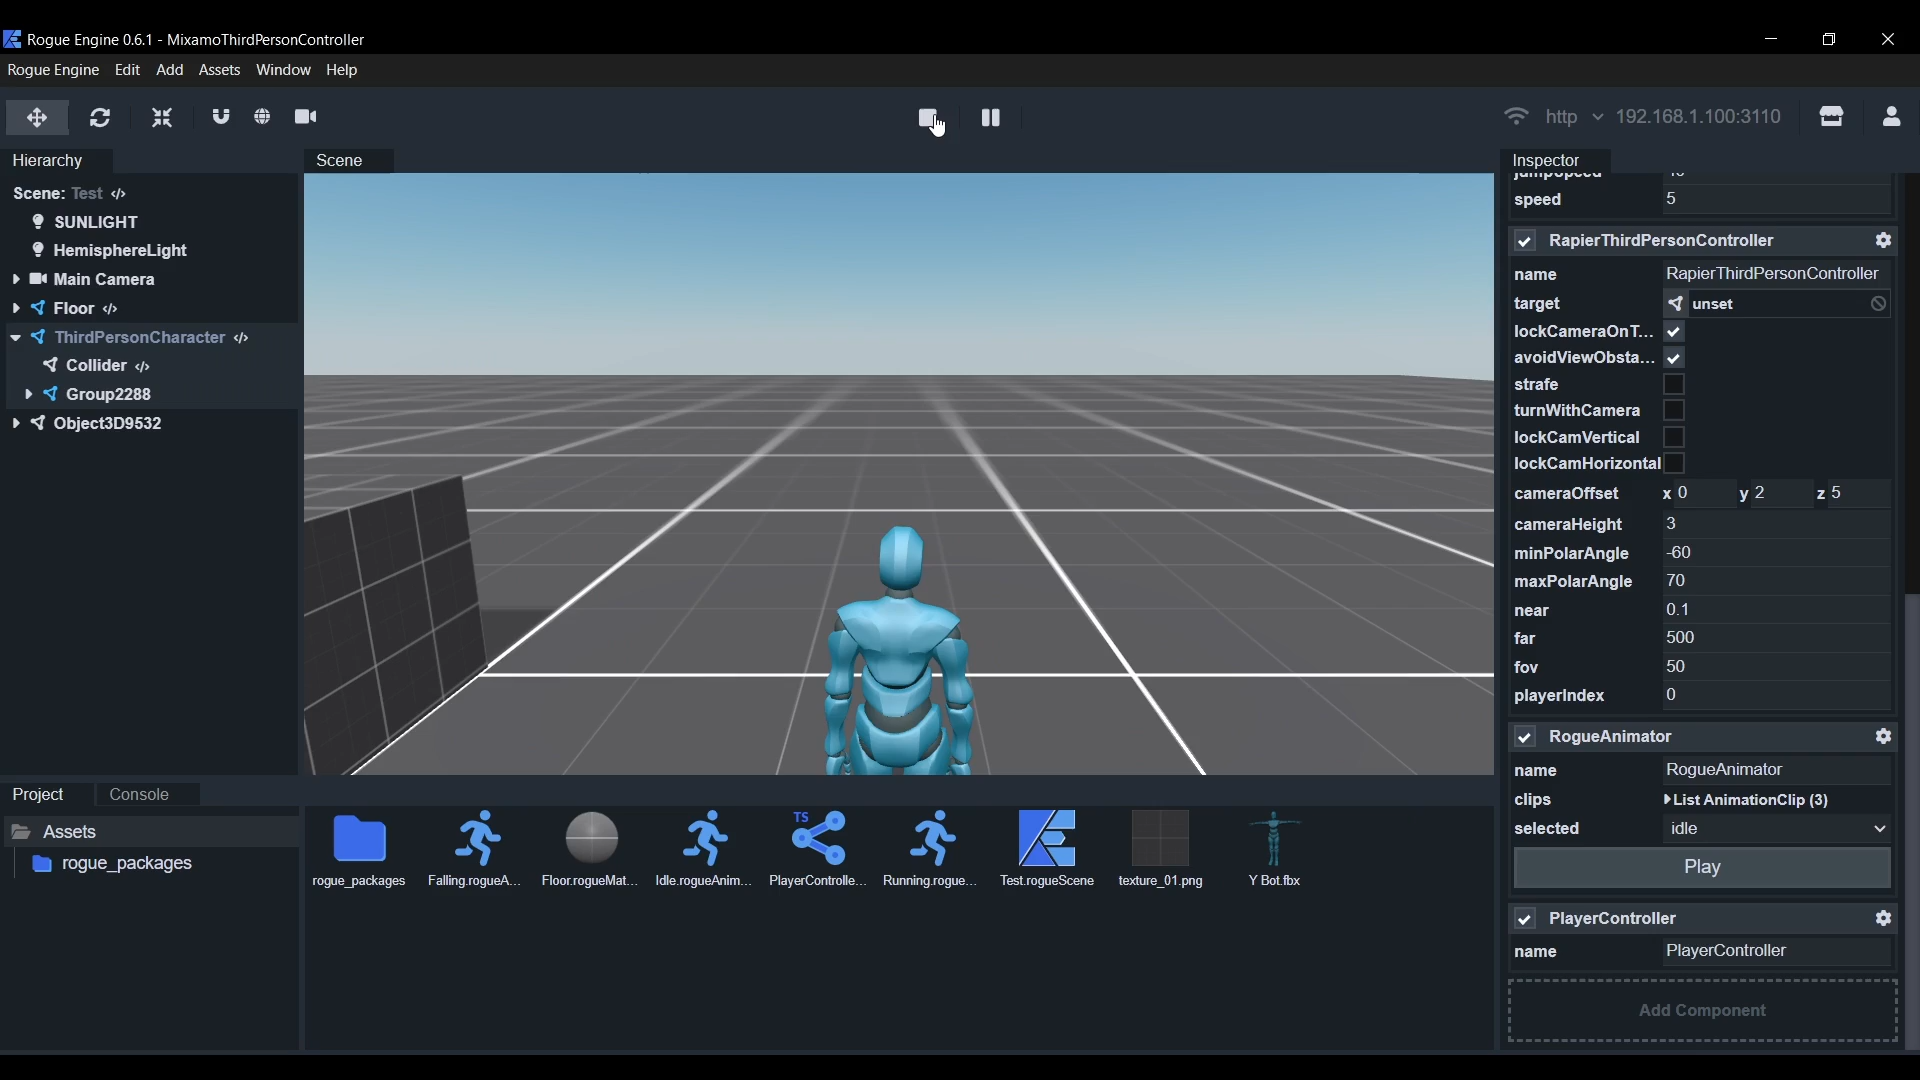 Rogue Engine 0.6.1 - MixamoThirdPersonController
Rogue Engine Edit Add Assets Window Help
http 192.168.1.100:3110
Hierarchy
Scene: Test </>
SUNLIGHT
HemisphereLight
Main Camera
Floor </>
ThirdPersonCharacter </>
Collider </>
Group2288
Object3D9532
Scene
Inspector
jumpSpeed 10
speed 5
RapierThirdPersonController
name RapierThirdPersonController
target unset
lockCameraOnT...
avoidViewObsta...
strafe
turnWithCamera
lockCamVertical
lockCamHorizontal
cameraOffset x 0 y 2 z 5
cameraHeight 3
minPolarAngle -60
maxPolarAngle 70
near 0.1
far 500
fov 50
playerIndex 0
RogueAnimator
name RogueAnimator
clips List AnimationClip (3)
selected idle
Play
PlayerController
name PlayerController
Add Component
Project Console
Assets
rogue_packages
rogue_packages Falling.rogueA... Floor.rogueMat... Idle.rogueAnim... PlayerControlle... Running.rogue... Test.rogueScene texture_01.png Y Bot.fbx
TS